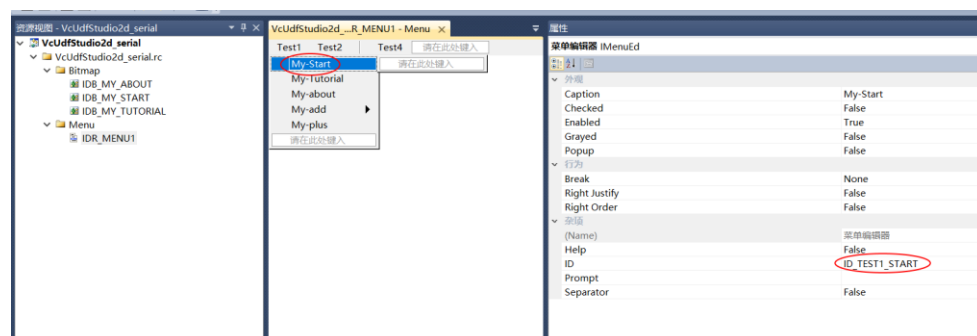 资源视图 - VcUdfStudio2d_serial
VcUdfStudio2d_serial
VcUdfStudio2d_serial.rc
Bitmap
IDB_MY_ABOUT
IDB_MY_START
IDB_MY_TUTORIAL
Menu
IDR_MENU1
VcUdfStudio2d_...R_MENU1 - Menu
Test1 Test2 Test4 请在此处键入
My-Start 请在此处键入
My-Tutorial
My-about
My-add
My-plus
请在此处键入
属性
菜单编辑器 IMenuEd
外观
Caption My-Start
Checked False
Enabled True
Grayed False
Popup False
行为
Break None
Right Justify False
Right Order False
杂项
(Name) 菜单编辑器
Help False
ID ID_TEST1_START
Prompt
Separator False